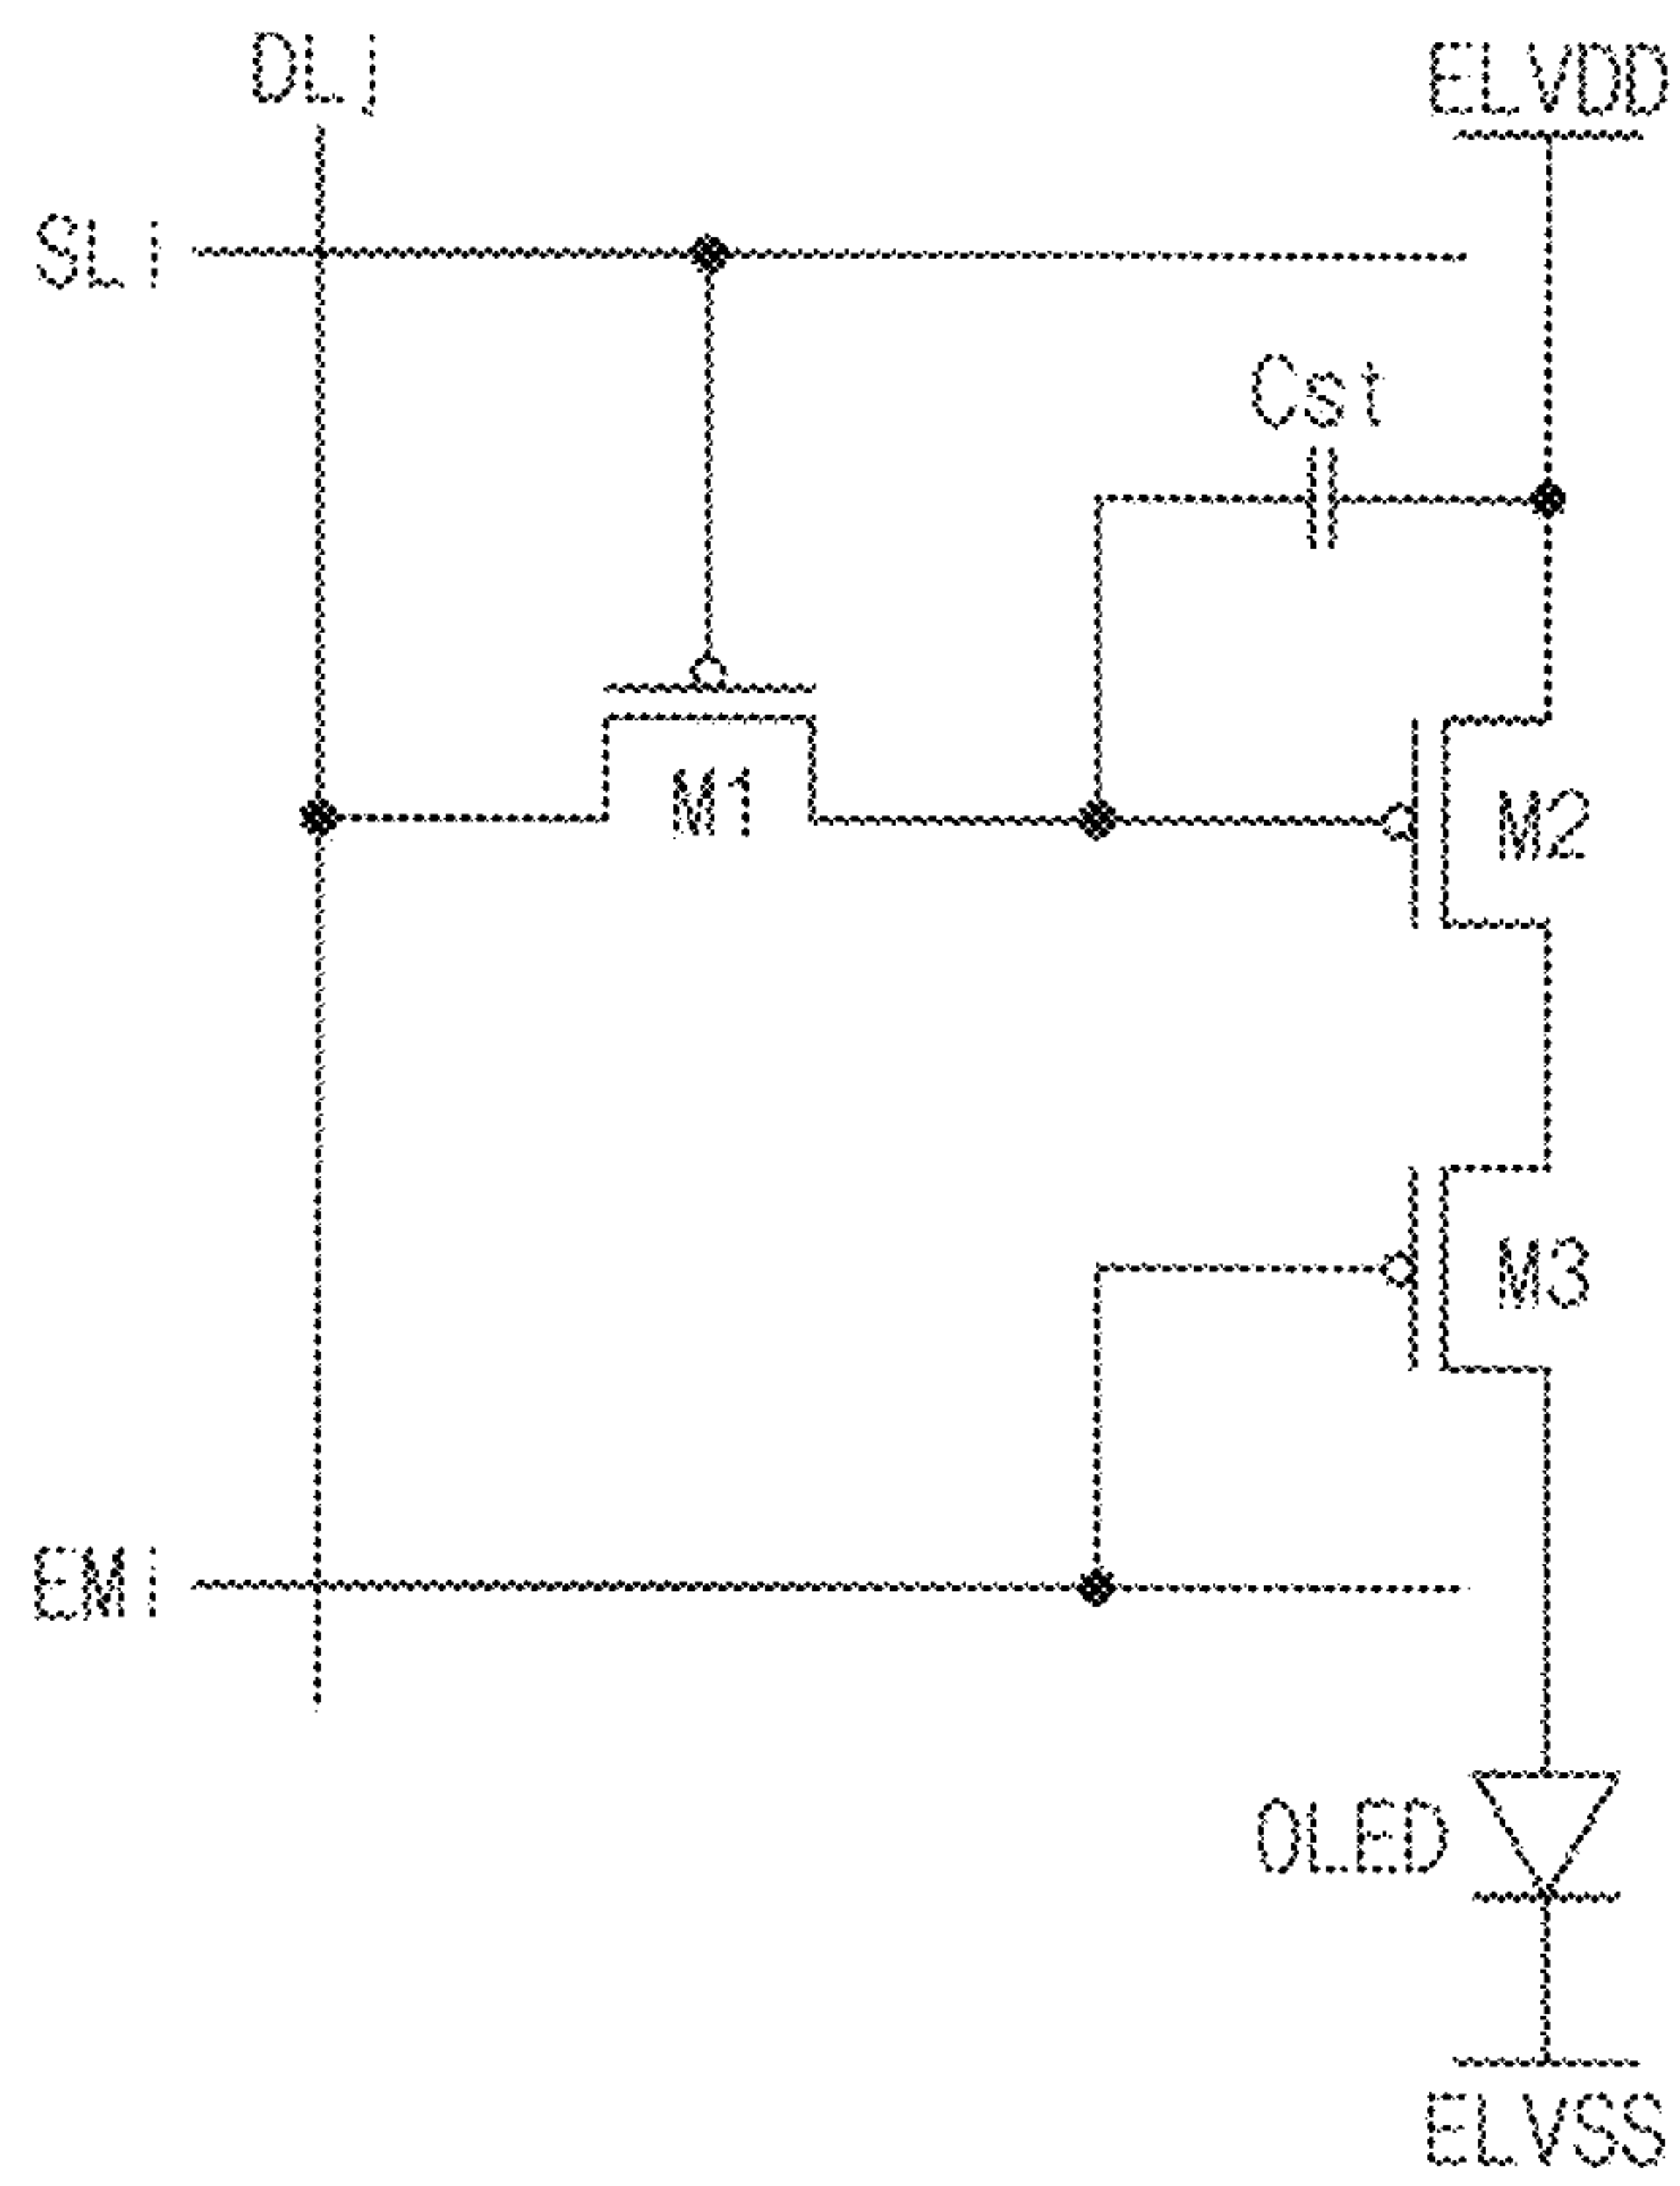 DLj
ELVDD
SLi
Cst
M1
M2
M3
EMi
OLED
ELVSS